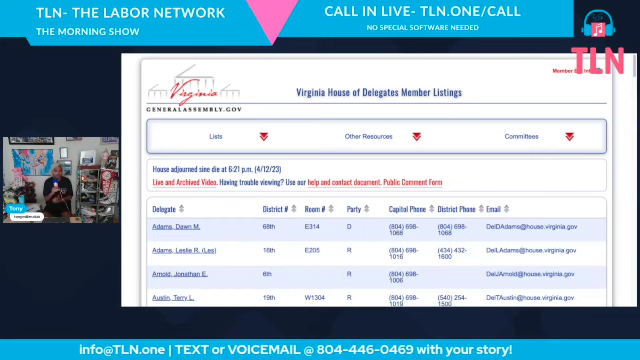 TLN- THE LABOR NETWORK
THE MORNING SHOW
CALL IN LIVE- TLN.ONE/CALL
NO SPECIAL SOFTWARE NEEDED
TLN
Virginia
GENERALASSEMBLY.GOV
Virginia House of Delegates Member Listings
Lists
Other Resources
Committees
House adjourned sine die at 6:21 p.m. (4/12/23)
Live and Archived Video. Having trouble viewing? Use our help and contact document. Public Comment Form
Delegate District # Room # Party Capitol Phone District Phone Email
Adams, Dawn M. 68th E314 D (804) 698-1068 (804) 698-1068 DelDAdams@house.virginia.gov
Adams, Leslie R. (Les) 16th E205 R (804) 698-1016 (434) 432-1600 DelLAdams@house.virginia.gov
Arnold, Jonathan E. 6th R (804) 698-1006 DelJArnold@house.virginia.gov
Austin, Terry L. 19th W1304 R (804) 698-1019 (540) 254-1500 DelTAustin@house.virginia.gov
Tony
info@TLN.one | TEXT or VOICEMAIL @ 804-446-0469 with your story!